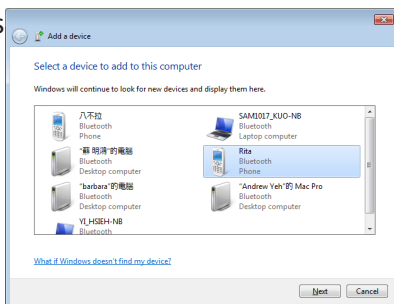 s
Add a device
Select a device to add to this computer
Windows will continue to look for new devices and display them here.
八不拉
Bluetooth
Phone
SAM1017_KUO-NB
Bluetooth
Laptop computer
"蘇 明鴻"的電腦
Bluetooth
Desktop computer
Rita
Bluetooth
Phone
"barbara"的電腦
Bluetooth
Desktop computer
"Andrew Yeh"的 Mac Pro
Bluetooth
Desktop computer
YI_HSIEH-NB
Bluetooth
What if Windows doesn't find my device?
Next
Cancel